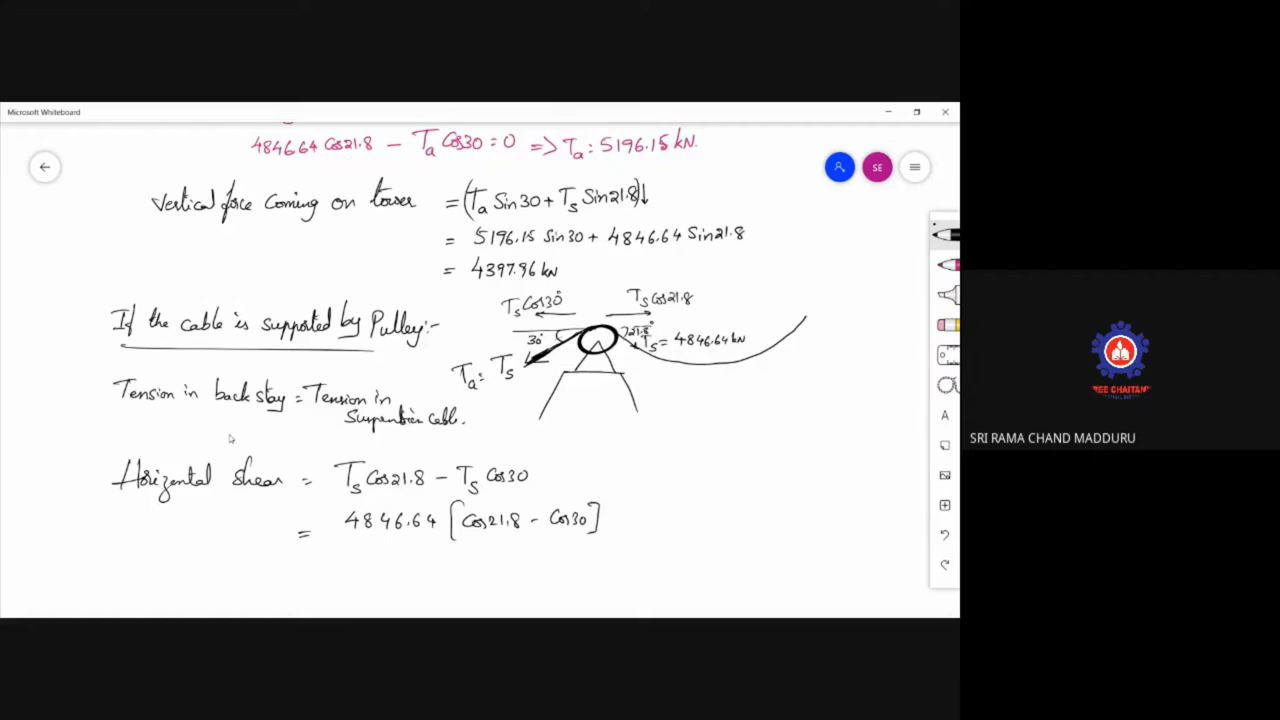 Microsoft Whiteboard
4846.64 Cos21.8 - Ta Cos30 = 0 => Ta : 5196.15 kN.
SE
Vertical force Coming on tower = (Ta Sin30 + Ts Sin21.8)↓
= 5196.15 Sin30 + 4846.64 Sin21.8
= 4397.96 kN
If the cable is supported by Pulley:-
Ts Cos30°
Ts Cos21.8
30°
21.8°
Ts = 4846.64 kN
Ta = Ts
Tension in back stay = Tension in
Suspension cable.
Horizental shear = Ts Cos21.8 - Ts Cos30
= 4846.64 [Cos21.8 - Cos30]
A
SRI RAMA CHAND MADDURU